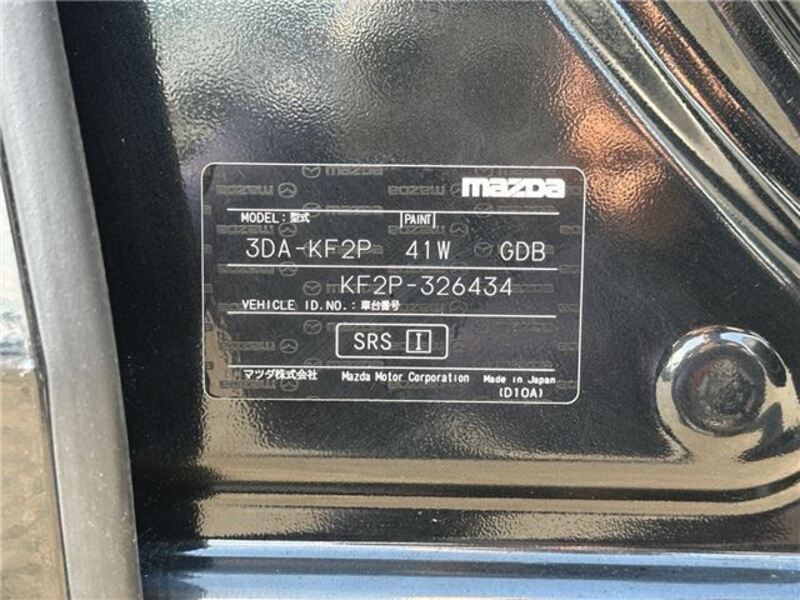 mazda
MODEL：型式 PAINT
3DA-KF2P 41W GDB
KF2P-326434
VEHICLE ID.NO.：車台番号
SRS I
マツダ株式会社 Mazda Motor Corporation Made in Japan
(D10A)